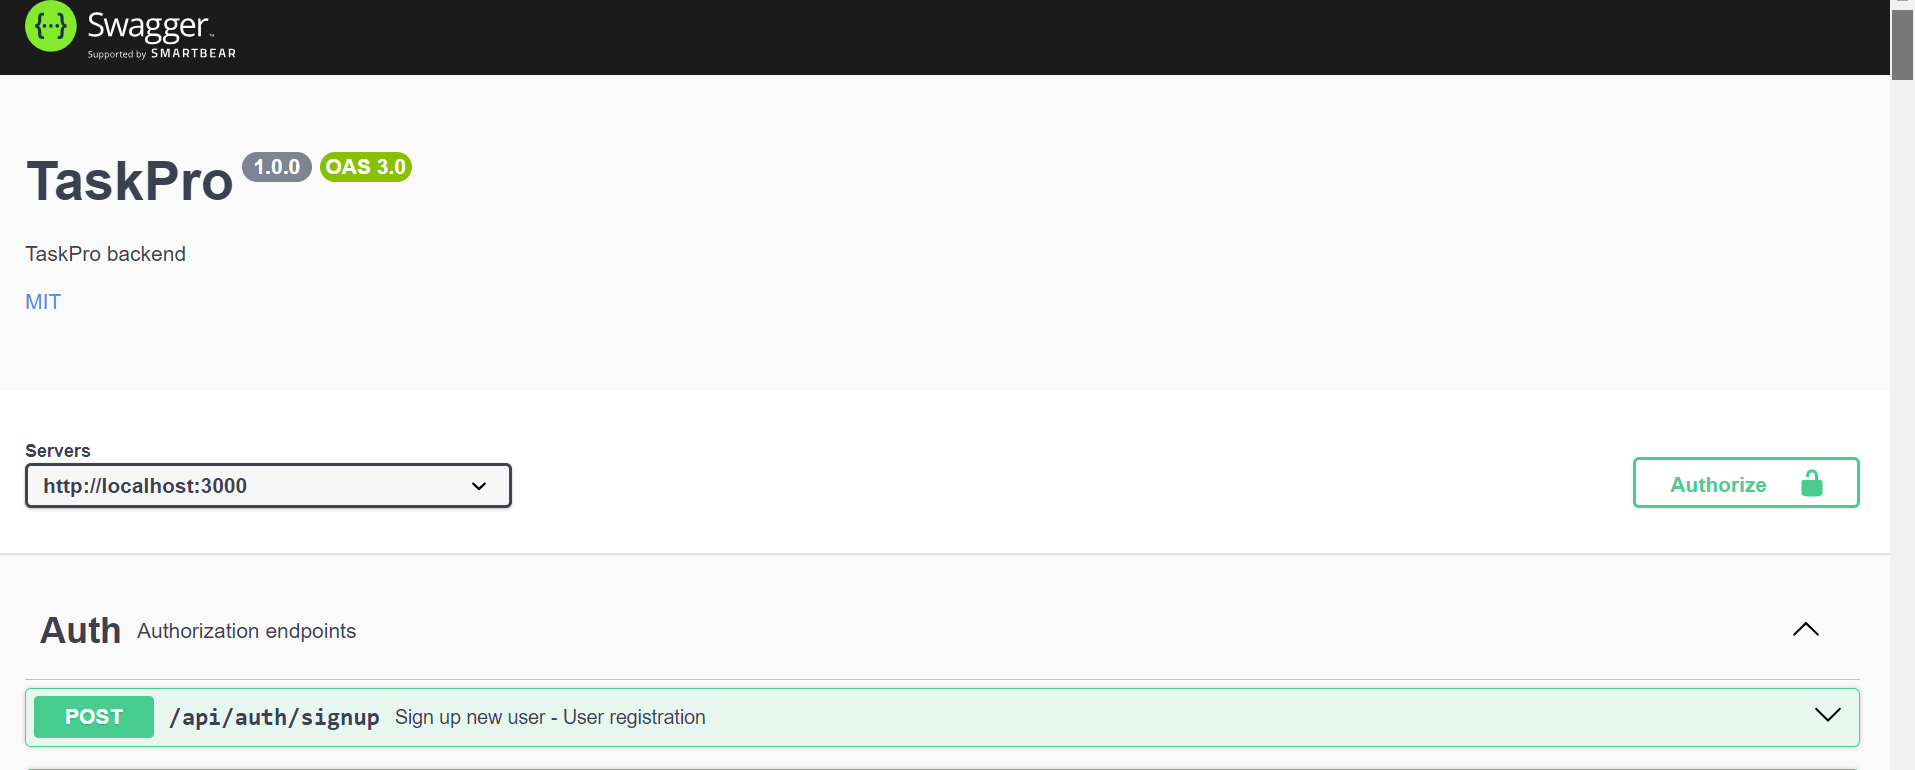 {···} Swagger™
Supported by SMARTBEAR
TaskPro 1.0.0 OAS 3.0
TaskPro backend
MIT
Servers
http://localhost:3000
Authorize
Auth Authorization endpoints
POST /api/auth/signup Sign up new user - User registration